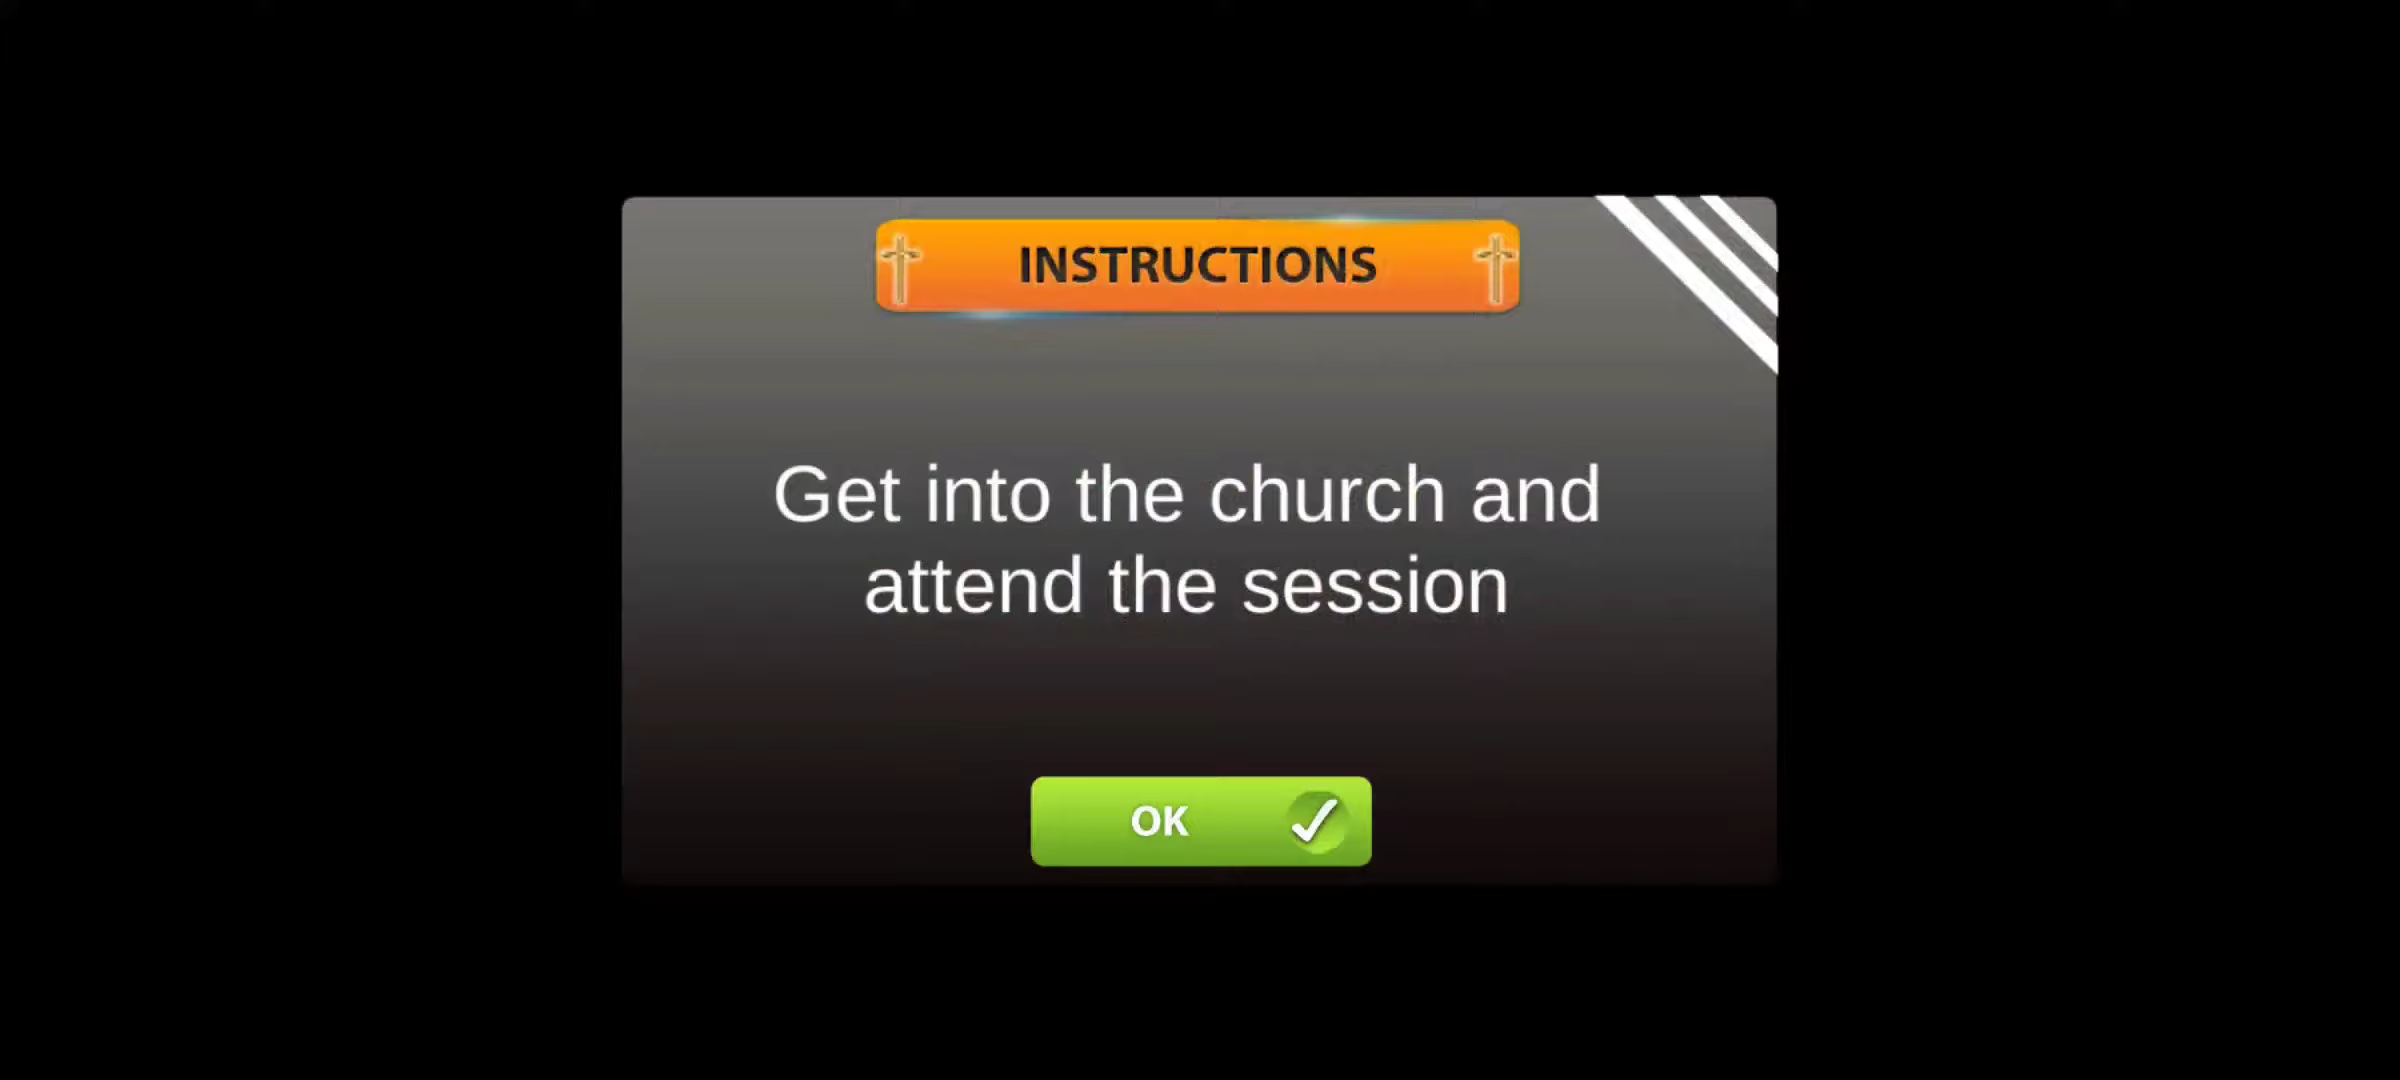 INSTRUCTIONS
Get into the church and
attend the session
OK